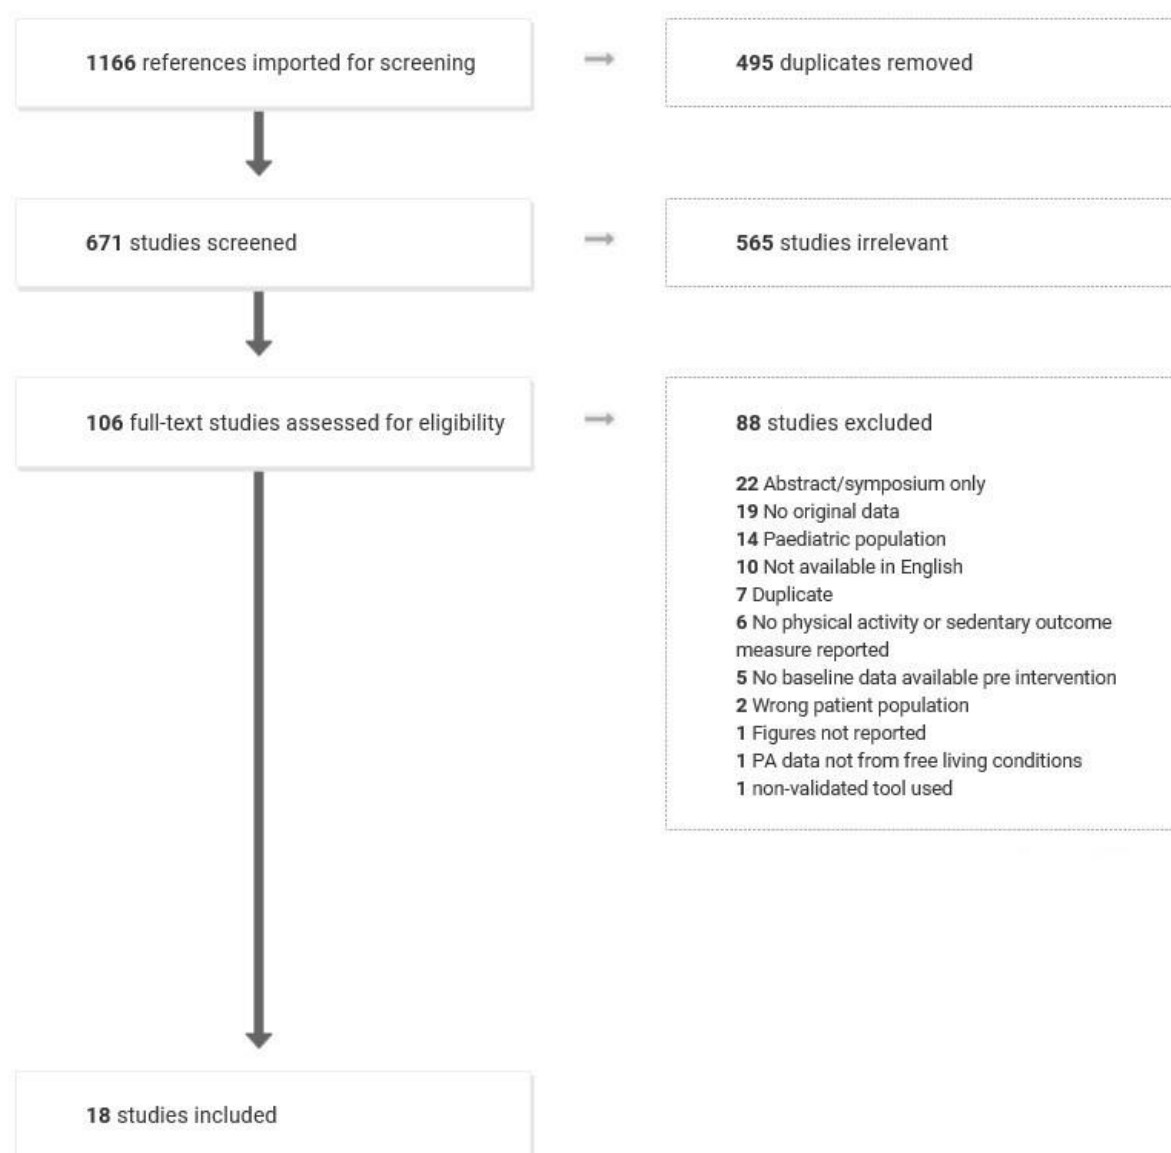 1166 references imported for screening
495 duplicates removed
671 studies screened
565 studies irrelevant
106 full-text studies assessed for eligibility
88 studies excluded
22 Abstract/symposium only
19 No original data
14 Paediatric population
10 Not available in English
7 Duplicate
6 No physical activity or sedentary outcome
measure reported
5 No baseline data available pre intervention
2 Wrong patient population
1 Figures not reported
1 PA data not from free living conditions
1 non-validated tool used
18 studies included